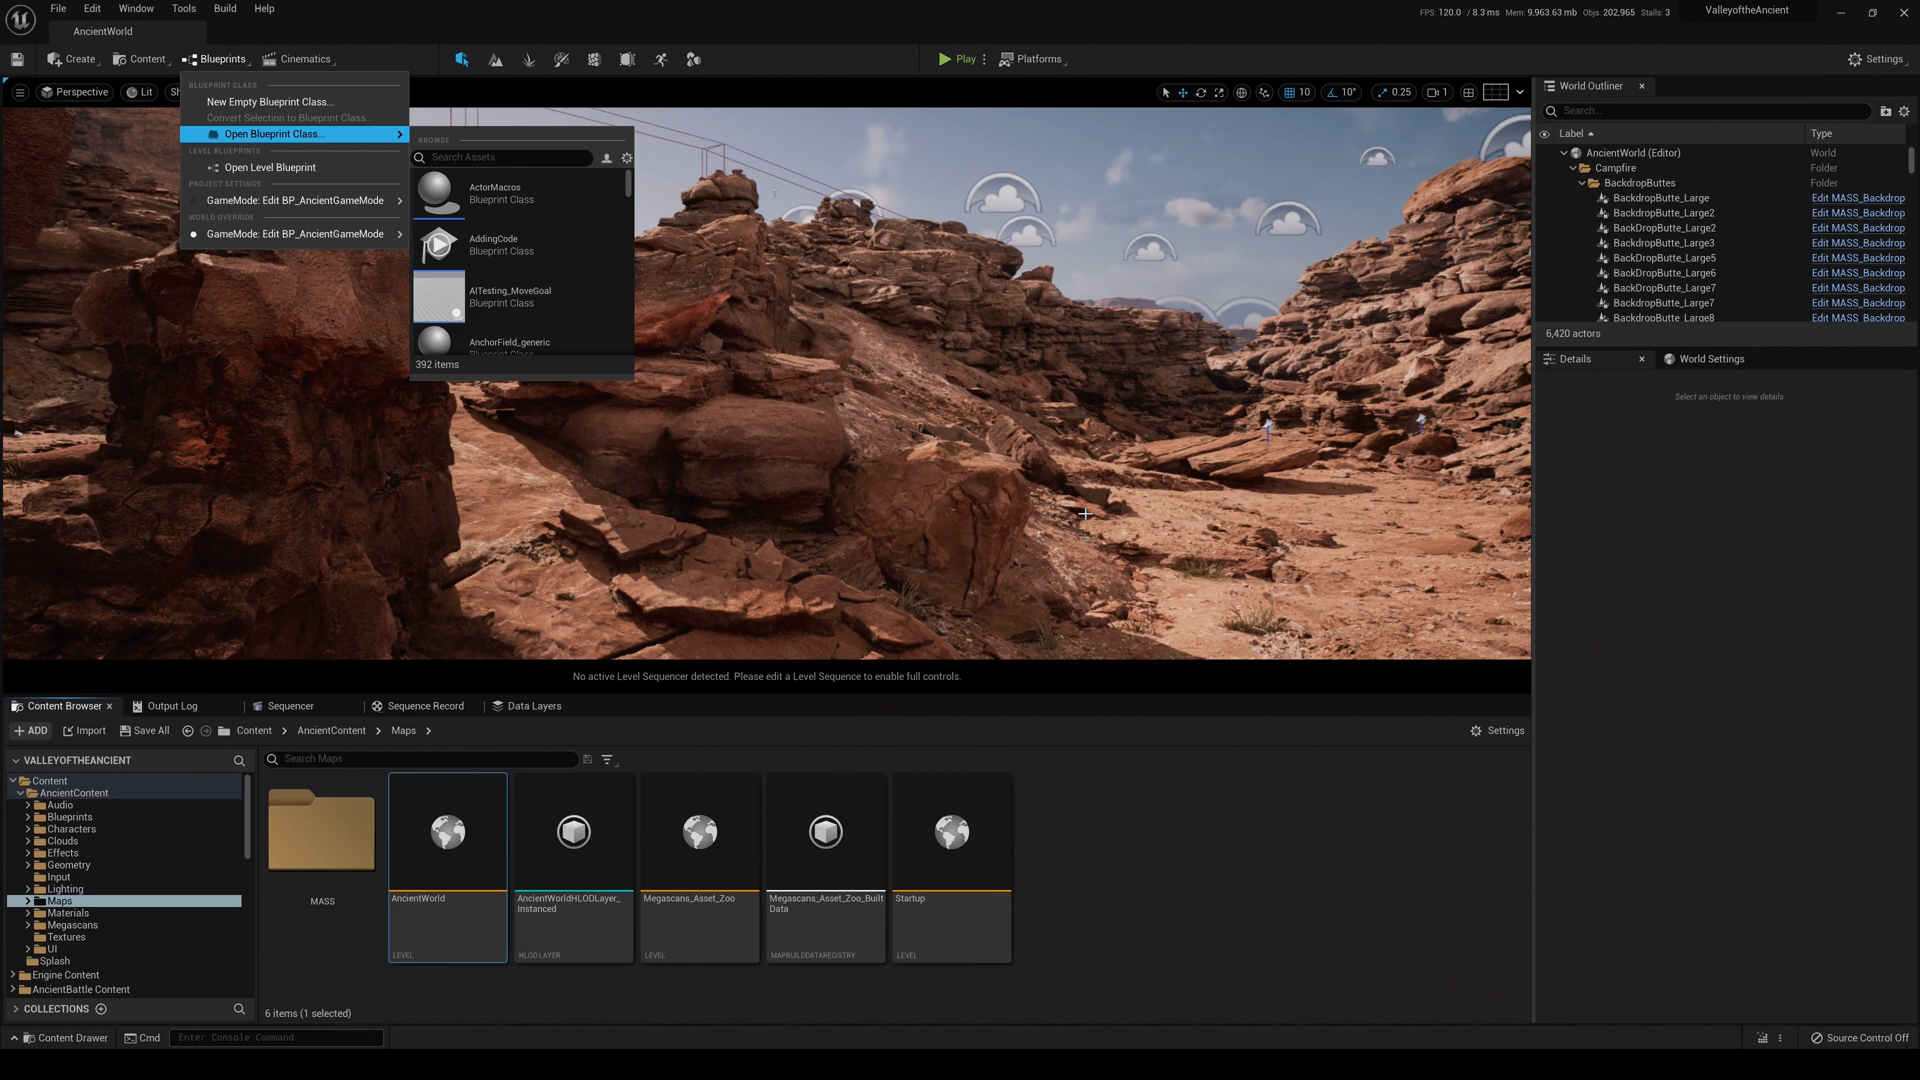 File Edit Window Tools Build Help
FPS: 120.0 / 8.3 ms Mem: 9,963.63 mb Objs: 202,965 Stalls: 3
ValleyoftheAncient
AncientWorld
Create Content Blueprints Cinematics
Play Platforms
Settings
Perspective Lit Sh
10 10° 0.25 1
BLUEPRINT CLASS
New Empty Blueprint Class...
Convert Selection to Blueprint Class...
Open Blueprint Class...
LEVEL BLUEPRINTS
Open Level Blueprint
PROJECT SETTINGS
GameMode: Edit BP_AncientGameMode
WORLD OVERRIDE
GameMode: Edit BP_AncientGameMode
BROWSE
Search Assets
ActorMacros
Blueprint Class
AddingCode
Blueprint Class
AITesting_MoveGoal
Blueprint Class
AnchorField_generic
Blueprint Class
392 items
World Outliner
Search...
Label Type
AncientWorld (Editor) World
Campfire Folder
BackdropButtes Folder
BackdropButte_Large Edit MASS_Backdrop
BackdropButte_Large2 Edit MASS_Backdrop
BackDropButte_Large2 Edit MASS_Backdrop
BackdropButte_Large3 Edit MASS_Backdrop
BackDropButte_Large5 Edit MASS_Backdrop
BackDropButte_Large6 Edit MASS_Backdrop
BackDropButte_Large7 Edit MASS_Backdrop
BackdropButte_Large7 Edit MASS_Backdrop
BackDropButte_Large8 Edit MASS_Backdrop
6,420 actors
Details World Settings
Select an object to view details.
No active Level Sequencer detected. Please edit a Level Sequence to enable full controls.
Content Browser Output Log Sequencer Sequence Record Data Layers
ADD Import Save All Content AncientContent Maps
Settings
VALLEYOFTHEANCIENT
Search Maps
Content
AncientContent
Audio
Blueprints
Characters
Clouds
Effects
Geometry
Input
Lighting
Maps
Materials
Megascans
Textures
UI
Splash
Engine Content
AncientBattle Content
COLLECTIONS
MASS
AncientWorld
LEVEL
AncientWorldHLODLayer_
Instanced
HLOD LAYER
Megascans_Asset_Zoo
LEVEL
Megascans_Asset_Zoo_Built
Data
MAPBUILDDATAREGISTRY
Startup
LEVEL
6 items (1 selected)
Content Drawer Cmd Enter Console Command
Source Control Off